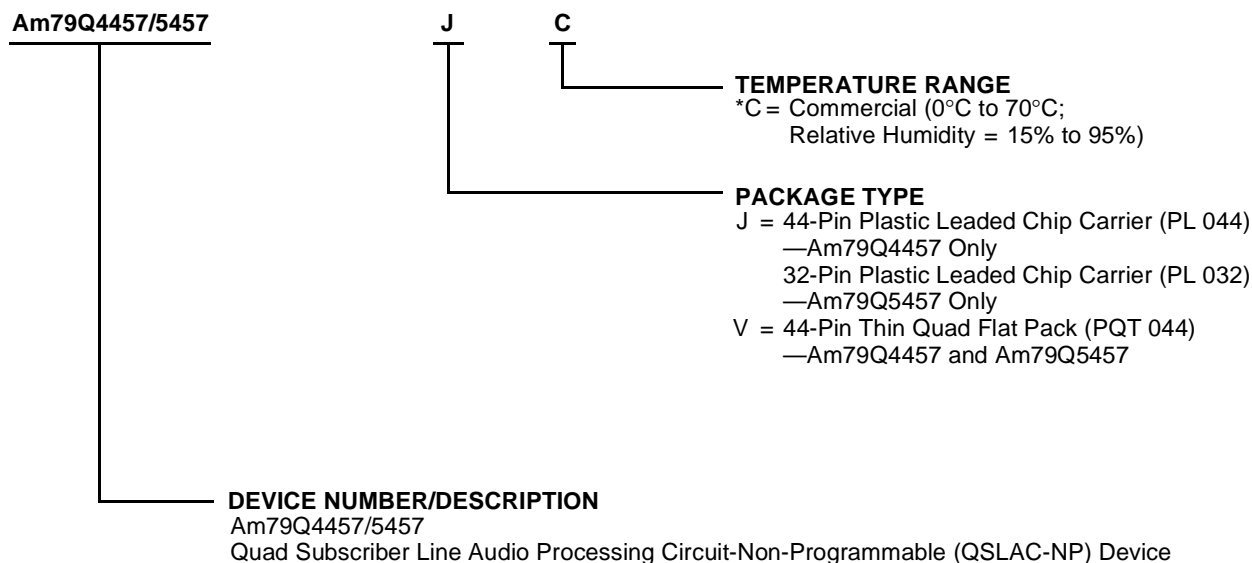 Am79Q4457/5457 J C
TEMPERATURE RANGE
*C = Commercial (0°C to 70°C;
Relative Humidity = 15% to 95%)
PACKAGE TYPE
J = 44-Pin Plastic Leaded Chip Carrier (PL 044)
—Am79Q4457 Only
32-Pin Plastic Leaded Chip Carrier (PL 032)
—Am79Q5457 Only
V = 44-Pin Thin Quad Flat Pack (PQT 044)
—Am79Q4457 and Am79Q5457
DEVICE NUMBER/DESCRIPTION
Am79Q4457/5457
Quad Subscriber Line Audio Processing Circuit-Non-Programmable (QSLAC-NP) Device